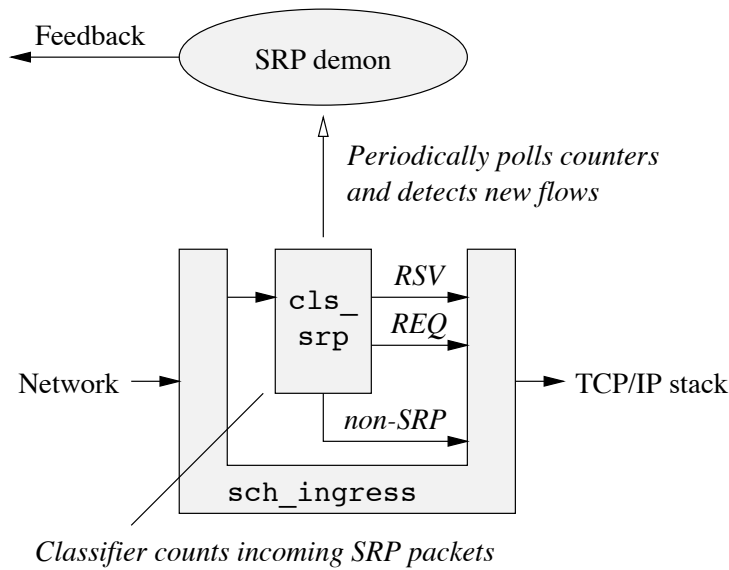 Feedback
SRP demon
Periodically polls counters
and detects new flows
cls_
srp
RSV
REQ
non-SRP
Network
TCP/IP stack
sch_ingress
Classifier counts incoming SRP packets